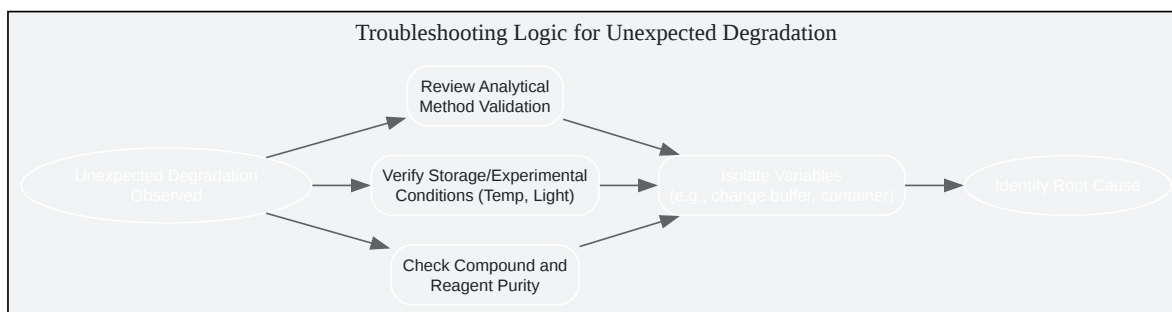 Troubleshooting Logic for Unexpected Degradation
Unexpected Degradation
Observed
Review Analytical
Method Validation
Verify Storage/Experimental
Conditions (Temp, Light)
Check Compound and
Reagent Purity
Isolate Variables
(e.g., change buffer, container)
Identify Root Cause